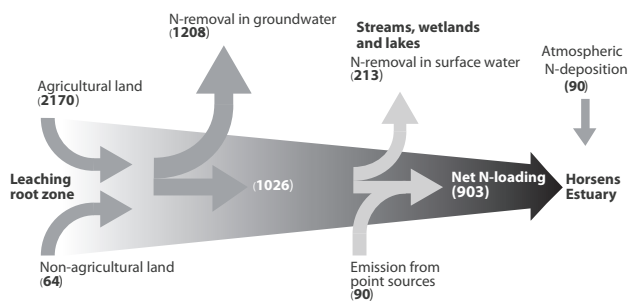 N-removal in groundwater
(1208)
Streams, wetlands
and lakes
N-removal in surface water
(213)
Atmospheric
N-deposition
(90)
Agricultural land
(2170)
Leaching
root zone
(1026)
Net N-loading
(903)
Horsens
Estuary
Non-agricultural land
(64)
Emission from
point sources
(90)